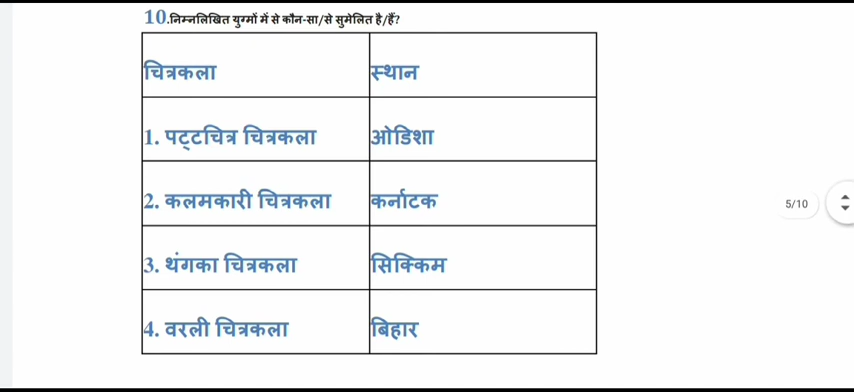 10.निम्नलिखित युग्मों में से कौन-सा/से सुमेलित है/हैं?
चित्रकला स्थान
1. पट्टचित्र चित्रकला ओडिशा
2. कलमकारी चित्रकला कर्नाटक
5/10
3. थंगका चित्रकला सिक्किम
4. वरली चित्रकला बिहार